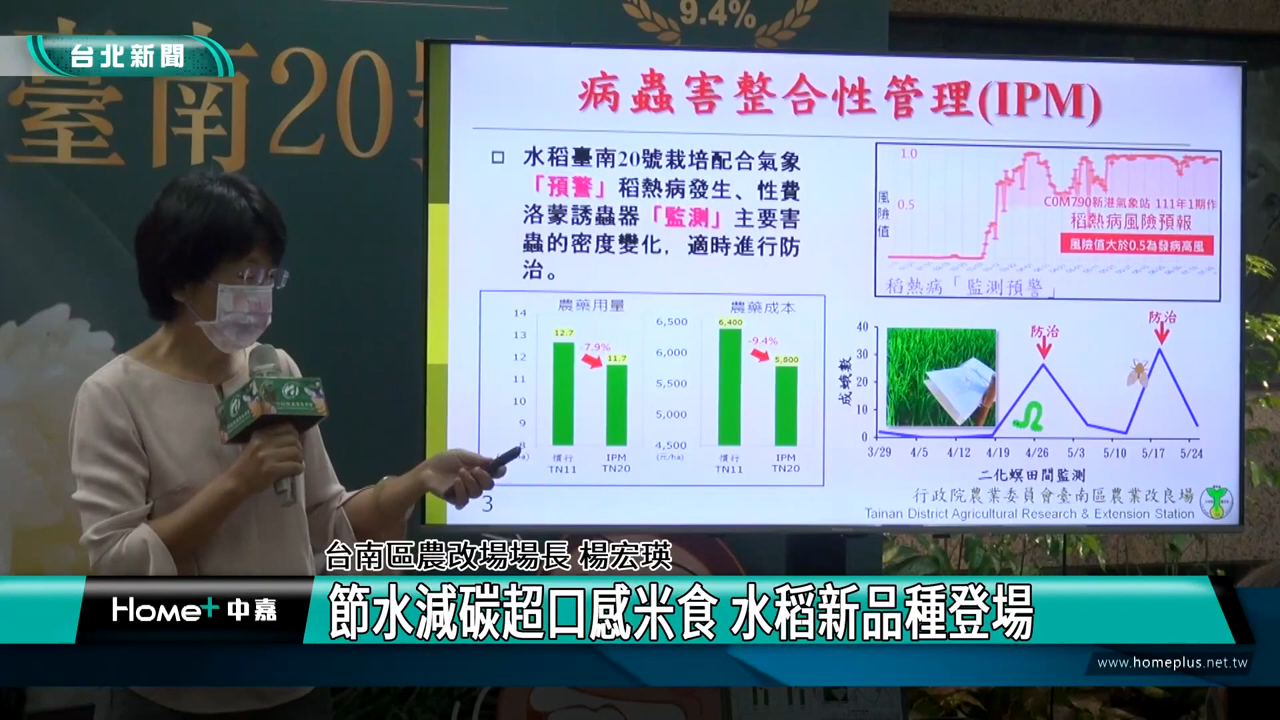 台北新聞
9.4%
臺南20號
病蟲害整合性管理(IPM)
□ 水稻臺南20號栽培配合氣象
「預警」稻熱病發生、性費
洛蒙誘蟲器「監測」主要害
蟲的密度變化，適時進行防
治。
1.0
0.5
風險值
COM790新港氣象站 111年1期作
稻熱病風險預報
風險值大於0.5為發病高風
稻熱病「監測預警」
農藥用量
14
13
12
11
10
9
8
12.7
-7.9%
11.7
慣行
TN11
IPM
TN20
農藥成本
6,500
6,000
5,500
5,000
4,500
(元/ha)
6,400
-9.4%
5,800
慣行
TN11
IPM
TN20
成蛾數
40
30
20
10
0
防治
防治
3/29 4/5 4/12 4/19 4/26 5/3 5/10 5/17 5/24
二化螟田間監測
行政院農業委員會臺南區農業改良場
Tainan District Agricultural Research & Extension Station
3
台南區農改場場長 楊宏瑛
Home+ 中嘉
節水減碳超口感米食 水稻新品種登場
www.homeplus.net.tw